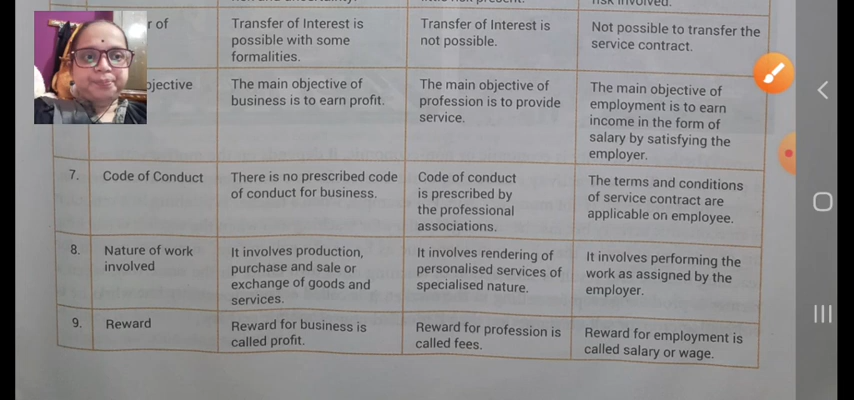 risk involved.
r of
Transfer of Interest is
possible with some
formalities.
Transfer of Interest is
not possible.
Not possible to transfer the
service contract.
bjective
The main objective of
business is to earn profit.
The main objective of
profession is to provide
service.
The main objective of
employment is to earn
income in the form of
salary by satisfying the
employer.
7.
Code of Conduct
There is no prescribed code
of conduct for business.
Code of conduct
is prescribed by
the professional
associations.
The terms and conditions
of service contract are
applicable on employee.
8.
Nature of work
involved
It involves production,
purchase and sale or
exchange of goods and
services.
It involves rendering of
personalised services of
specialised nature.
It involves performing the
work as assigned by the
employer.
9.
Reward
Reward for business is
called profit.
Reward for profession is
called fees.
Reward for employment is
called salary or wage.